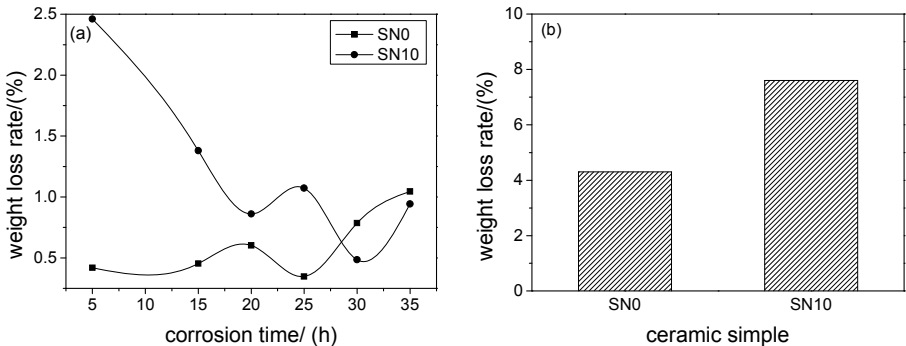 (a)
SN0
SN10
2.5
2.0
1.5
1.0
0.5
weight loss rate/(%)
5 10 15 20 25 30 35
corrosion time/ (h)
(b)
10
8
6
4
2
0
weight loss rate/(%)
SN0 SN10
ceramic simple